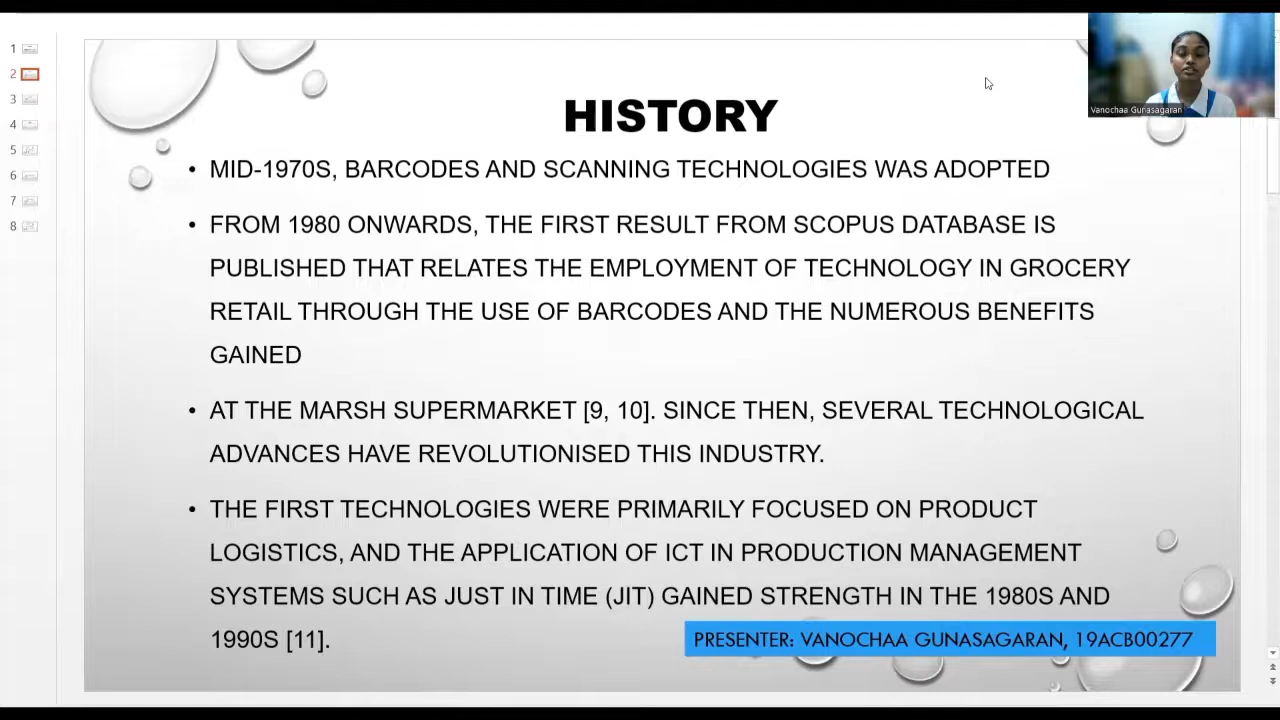 1
2
3
4
5
6
7
8
Vanochaa Gunasagaran
HISTORY
• MID-1970S, BARCODES AND SCANNING TECHNOLOGIES WAS ADOPTED
• FROM 1980 ONWARDS, THE FIRST RESULT FROM SCOPUS DATABASE IS
PUBLISHED THAT RELATES THE EMPLOYMENT OF TECHNOLOGY IN GROCERY
RETAIL THROUGH THE USE OF BARCODES AND THE NUMEROUS BENEFITS
GAINED
• AT THE MARSH SUPERMARKET [9, 10]. SINCE THEN, SEVERAL TECHNOLOGICAL
ADVANCES HAVE REVOLUTIONISED THIS INDUSTRY.
• THE FIRST TECHNOLOGIES WERE PRIMARILY FOCUSED ON PRODUCT
LOGISTICS, AND THE APPLICATION OF ICT IN PRODUCTION MANAGEMENT
SYSTEMS SUCH AS JUST IN TIME (JIT) GAINED STRENGTH IN THE 1980S AND
1990S [11].
PRESENTER: VANOCHAA GUNASAGARAN, 19ACB00277